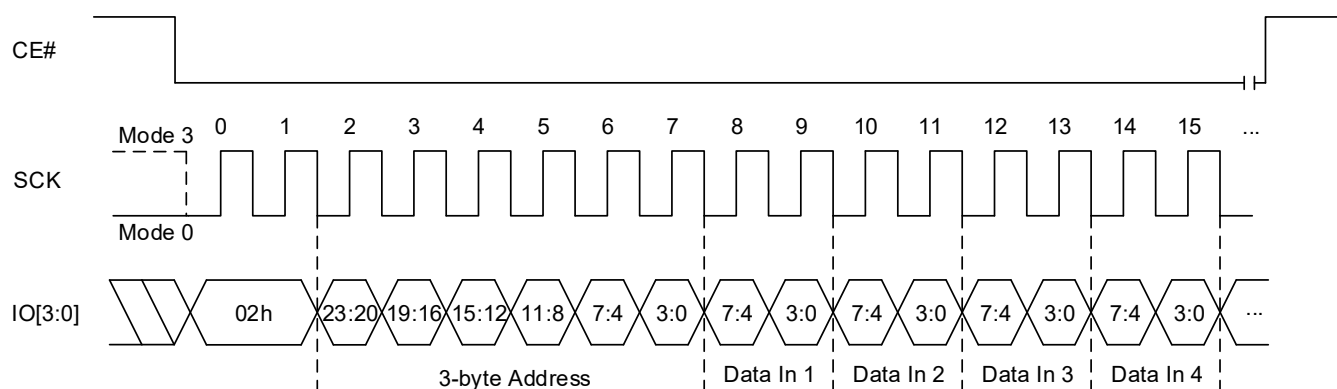 CE#
0 1 2 3 4 5 6 7 8 9 10 11 12 13 14 15 ...
Mode 3
SCK
Mode 0
IO[3:0] 02h 23:20 19:16 15:12 11:8 7:4 3:0 7:4 3:0 7:4 3:0 7:4 3:0 7:4 3:0 ...
3-byte Address Data In 1 Data In 2 Data In 3 Data In 4